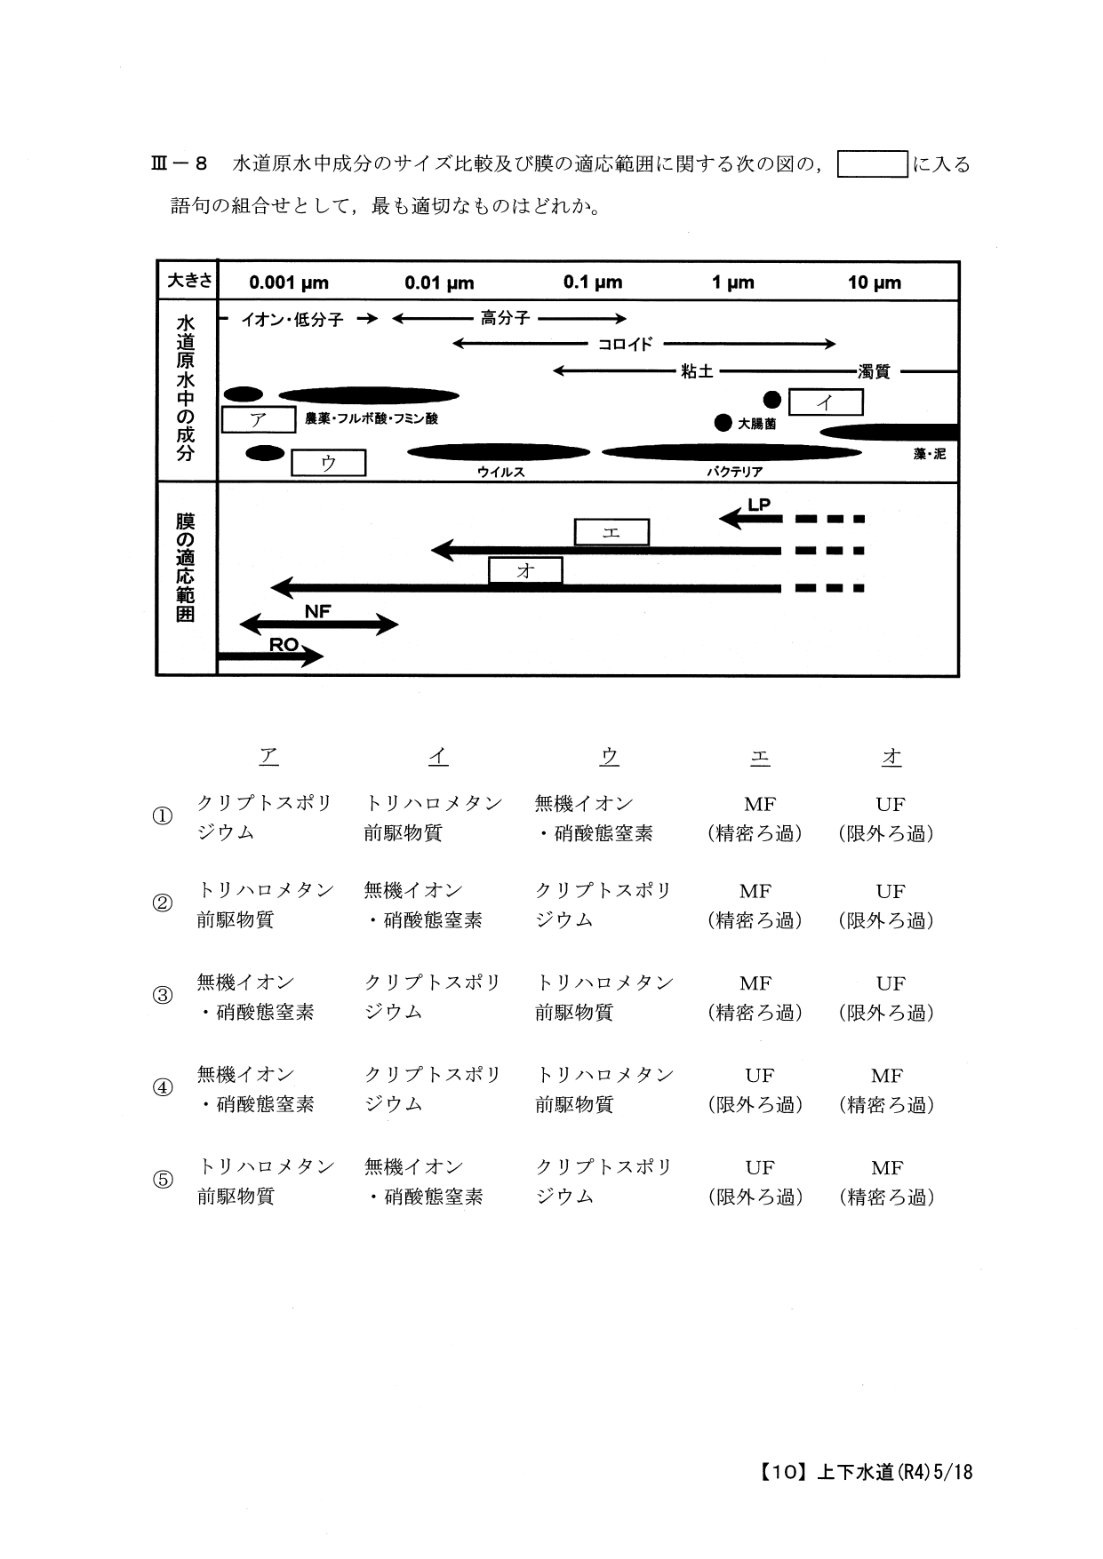 Ⅲ－８　水道原水中成分のサイズ比較及び膜の適応範囲に関する次の図の，　　　に入る
語句の組合せとして，最も適切なものはどれか。
大きさ 0.001 μm 0.01 μm 0.1 μm 1 μm 10 μm
水道原水中の成分
イオン・低分子 高分子
コロイド
粘土 濁質
ア 農薬・フルボ酸・フミン酸 大腸菌 イ
ウ ウイルス バクテリア 藻・泥
膜の適応範囲
LP
エ
オ
NF
RO
ア イ ウ エ オ
① クリプトスポリ トリハロメタン 無機イオン MF UF
ジウム 前駆物質 ・硝酸態窒素 （精密ろ過） （限外ろ過）
② トリハロメタン 無機イオン クリプトスポリ MF UF
前駆物質 ・硝酸態窒素 ジウム （精密ろ過） （限外ろ過）
③ 無機イオン クリプトスポリ トリハロメタン MF UF
・硝酸態窒素 ジウム 前駆物質 （精密ろ過） （限外ろ過）
④ 無機イオン クリプトスポリ トリハロメタン UF MF
・硝酸態窒素 ジウム 前駆物質 （限外ろ過） （精密ろ過）
⑤ トリハロメタン 無機イオン クリプトスポリ UF MF
前駆物質 ・硝酸態窒素 ジウム （限外ろ過） （精密ろ過）
【10】上下水道(R4)5/18